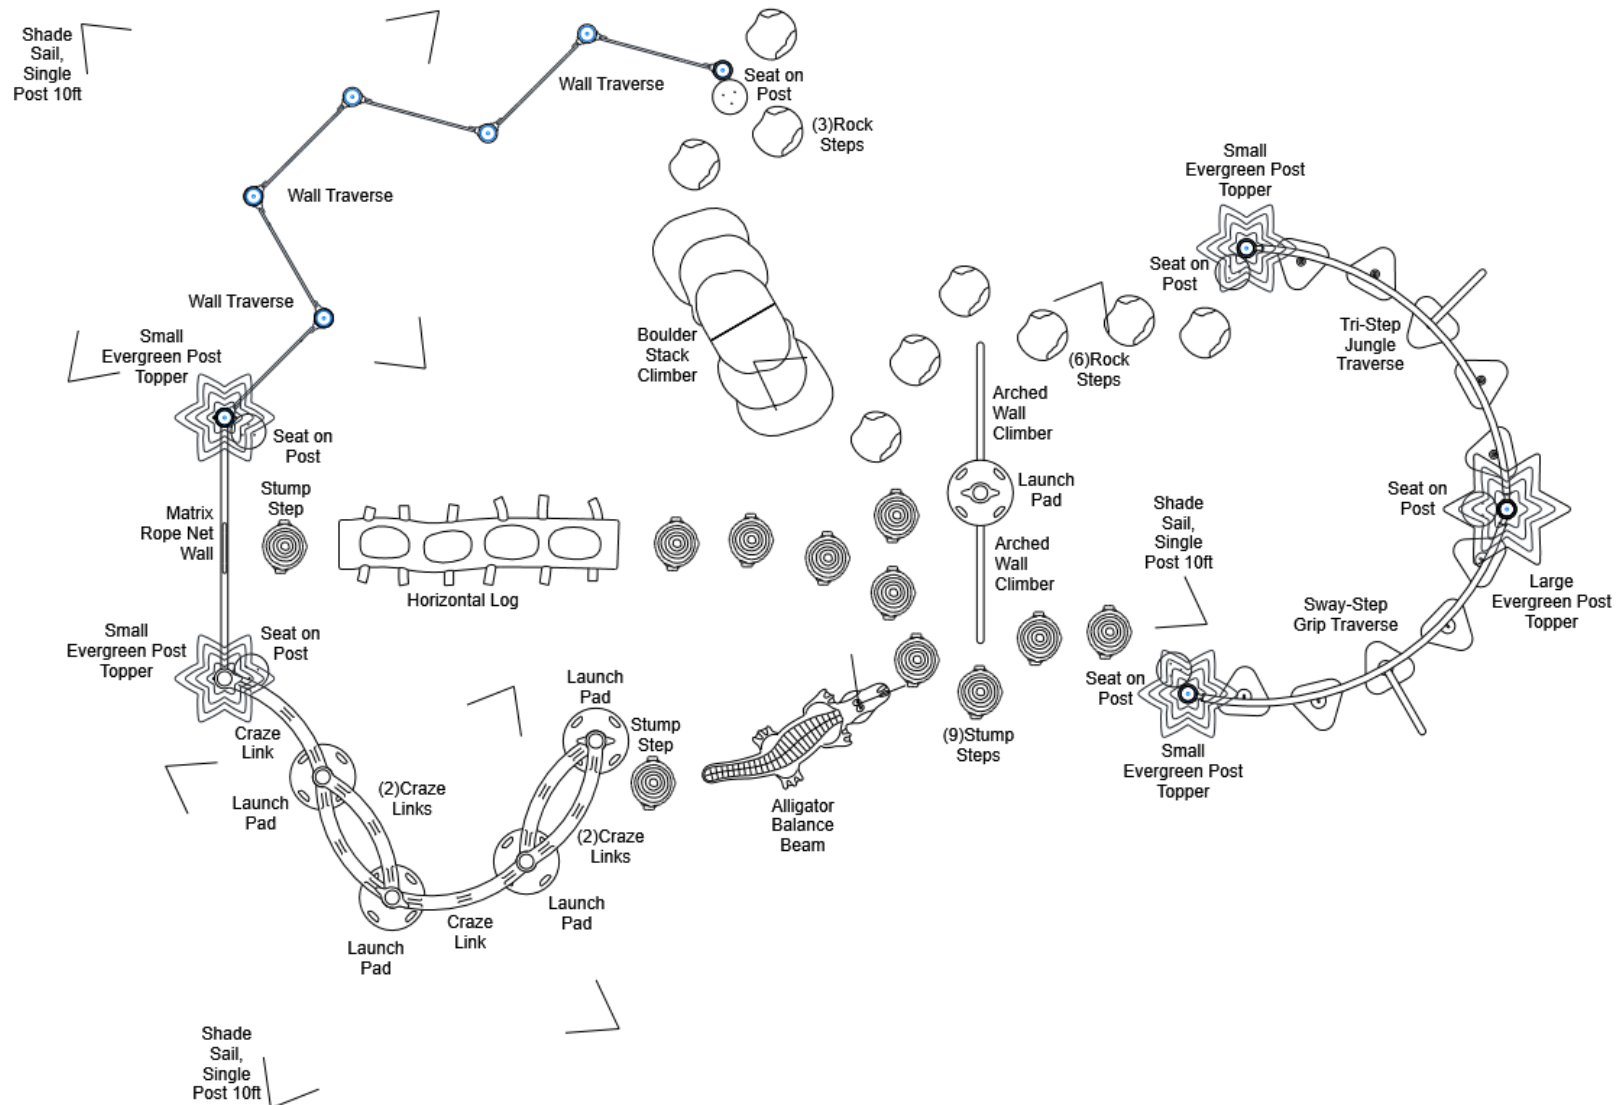 Shade
Sail,
Single
Post 10ft
Wall Traverse
Seat on
Post
(3)Rock
Steps
Wall Traverse
Wall Traverse
Small
Evergreen Post
Topper
Seat on
Post
Boulder
Stack
Climber
Small
Evergreen Post
Topper
Seat on
Post
Tri-Step
Jungle
Traverse
(6)Rock
Steps
Arched
Wall
Climber
Launch
Pad
Arched
Wall
Climber
Matrix
Rope Net
Wall
Stump
Step
Horizontal Log
Shade
Sail,
Single
Post 10ft
Seat on
Post
Large
Evergreen Post
Topper
Sway-Step
Grip Traverse
Seat on
Post
Small
Evergreen Post
Topper
(9)Stump
Steps
Small
Evergreen Post
Topper
Seat on
Post
Craze
Link
Launch
Pad
(2)Craze
Links
Launch
Pad
Stump
Step
(2)Craze
Links
Alligator
Balance
Beam
Launch
Pad
Craze
Link
Launch
Pad
Shade
Sail,
Single
Post 10ft